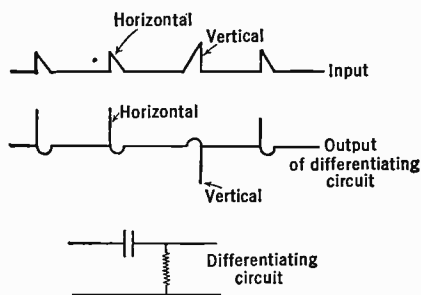 Horizontal
Vertical
Input
Horizontal
Output
of differentiating
circuit
Vertical
Differentiating
circuit